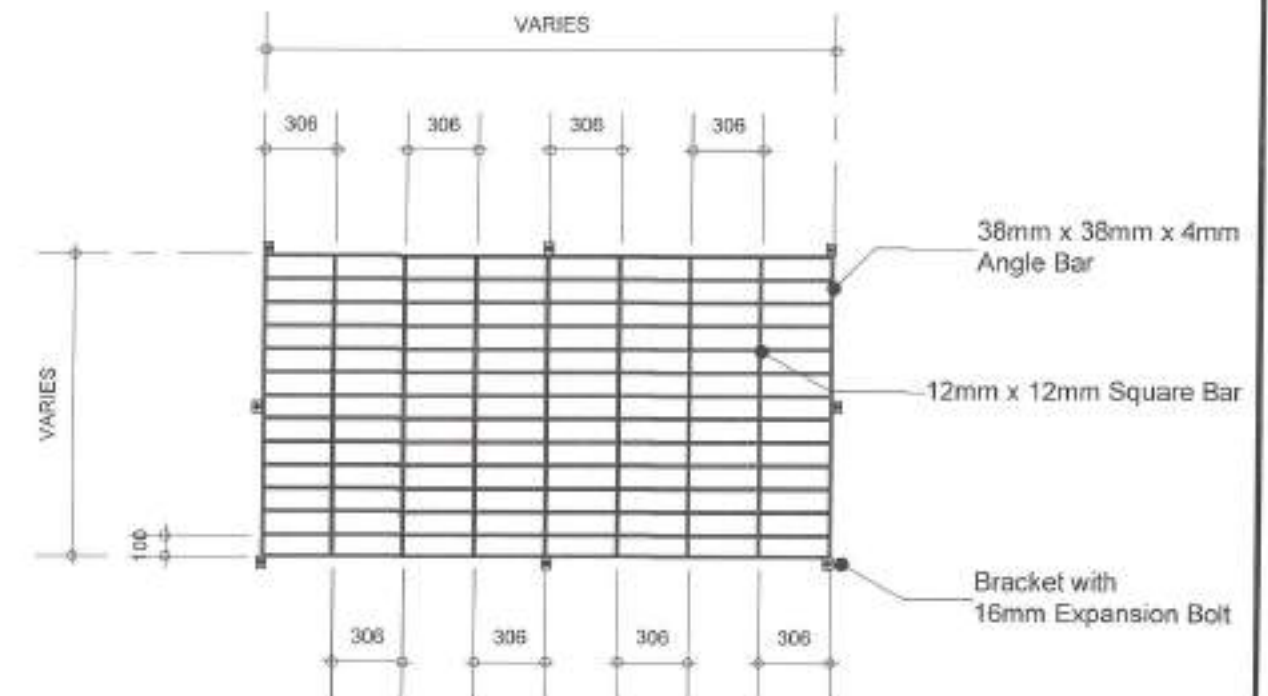 VARIES
306 306 306 306
38mm x 38mm x 4mm
Angle Bar
12mm x 12mm Square Bar
VARIES
100
Bracket with
16mm Expansion Bolt
306 306 306 306